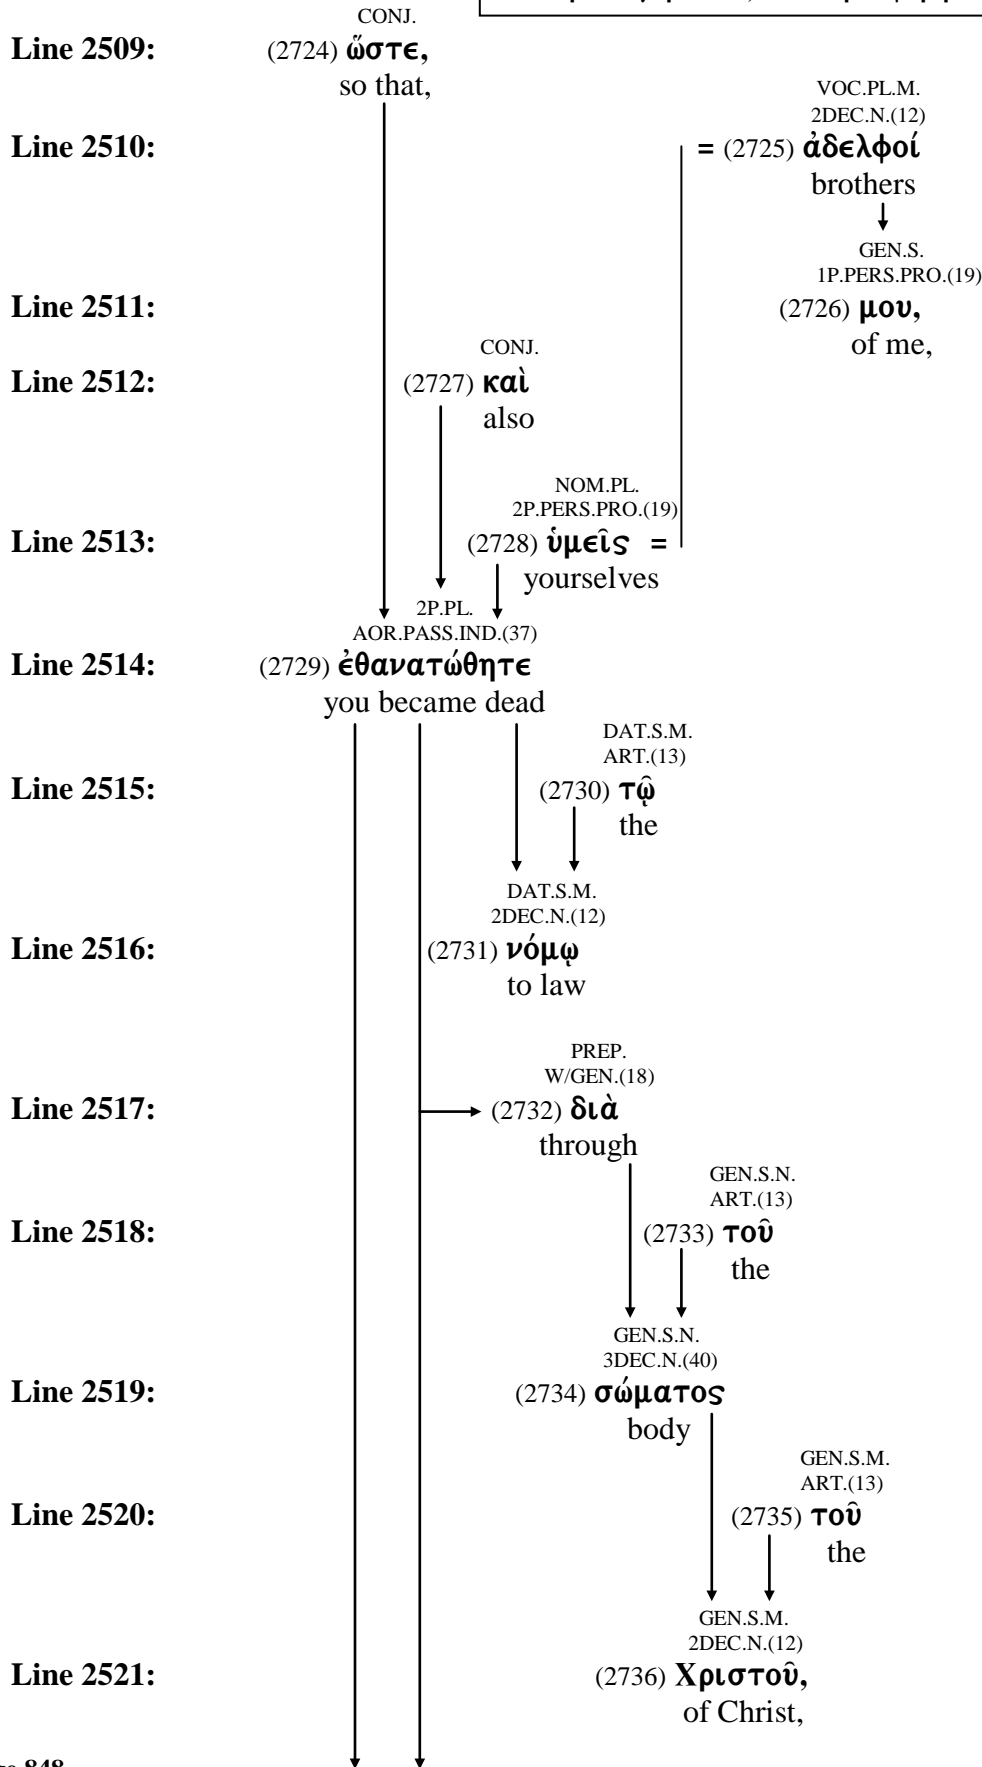 CONJ.
Line 2509: (2724) ὥστε,
so that,
VOC.PL.M.
2DEC.N.(12)
Line 2510: = (2725) ἀδελφοί
brothers
GEN.S.
1P.PERS.PRO.(19)
Line 2511: (2726) μου,
of me,
CONJ.
Line 2512: (2727) καὶ
also
NOM.PL.
2P.PERS.PRO.(19)
Line 2513: (2728) ὑμεῖς =
yourselves
2P.PL.
AOR.PASS.IND.(37)
Line 2514: (2729) ἐθανατώθητε
you became dead
DAT.S.M.
ART.(13)
Line 2515: (2730) τῷ
the
DAT.S.M.
2DEC.N.(12)
Line 2516: (2731) νόμῳ
to law
PREP.
W/GEN.(18)
Line 2517: (2732) διὰ
through
GEN.S.N.
ART.(13)
Line 2518: (2733) τοῦ
the
GEN.S.N.
3DEC.N.(40)
Line 2519: (2734) σώματος
body
GEN.S.M.
ART.(13)
Line 2520: (2735) τοῦ
the
GEN.S.M.
2DEC.N.(12)
Line 2521: (2736) Χριστοῦ,
of Christ,